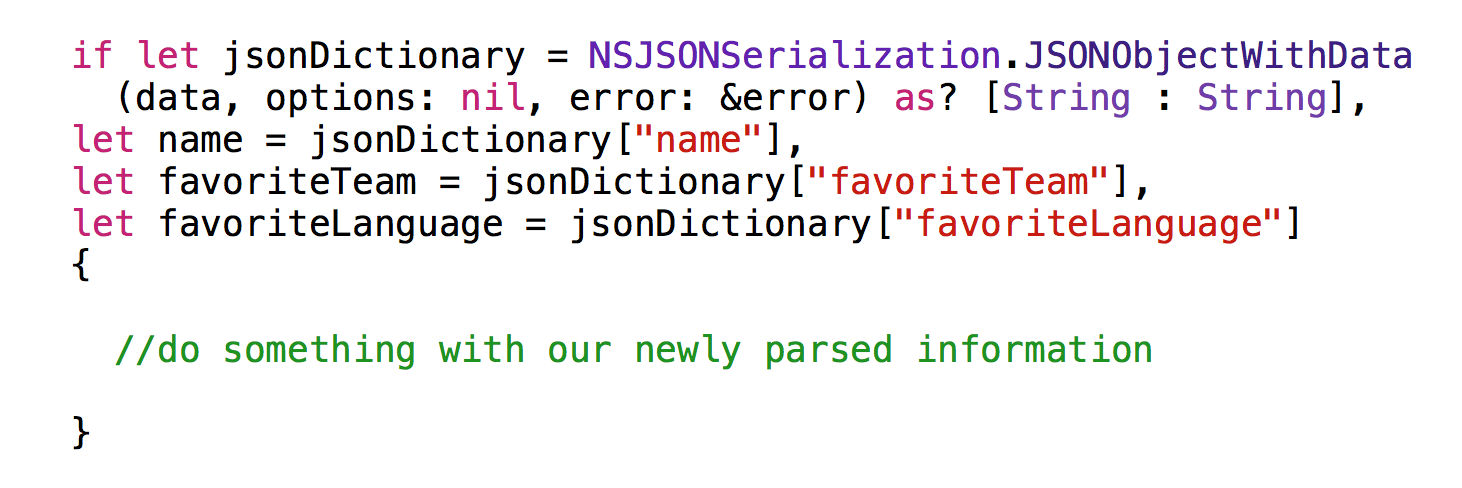 if let jsonDictionary = NSJSONSerialization.JSONObjectWithData
(data, options: nil, error: &error) as? [String : String],
let name = jsonDictionary["name"],
let favoriteTeam = jsonDictionary["favoriteTeam"],
let favoriteLanguage = jsonDictionary["favoriteLanguage"]
{
//do something with our newly parsed information
}